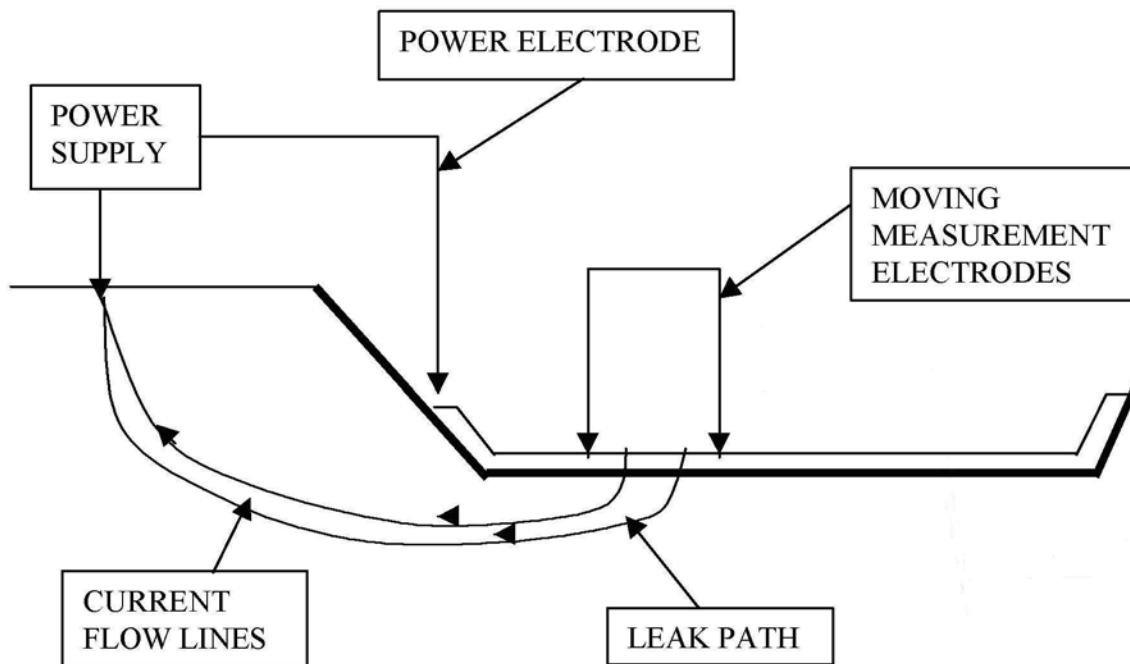 POWER ELECTRODE
POWER
SUPPLY
MOVING
MEASUREMENT
ELECTRODES
CURRENT
FLOW LINES
LEAK PATH